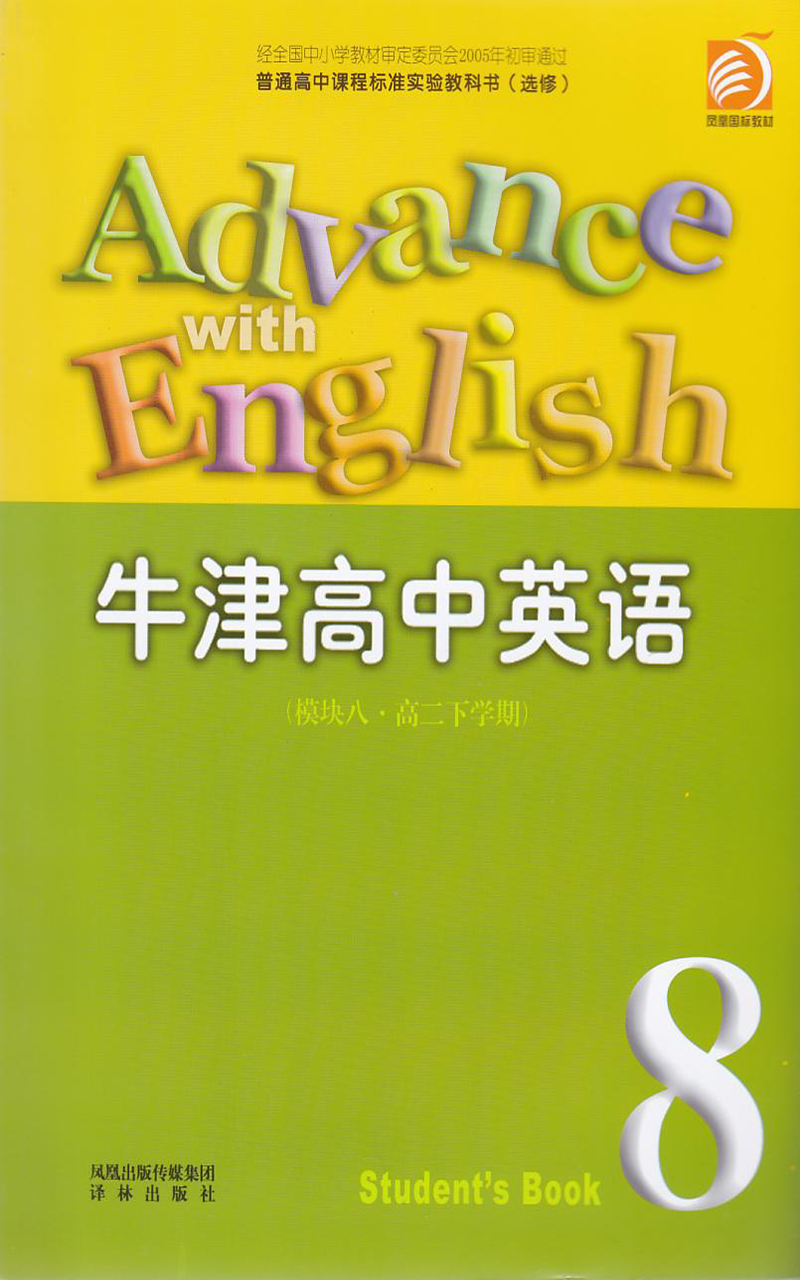 经全国中小学教材审定委员会2005年初审通过
普通高中课程标准实验教科书（选修）
凤凰国标教材
Advance
with
English
牛津高中英语
（模块八·高二下学期）
8
凤凰出版传媒集团
译林出版社
Student's Book